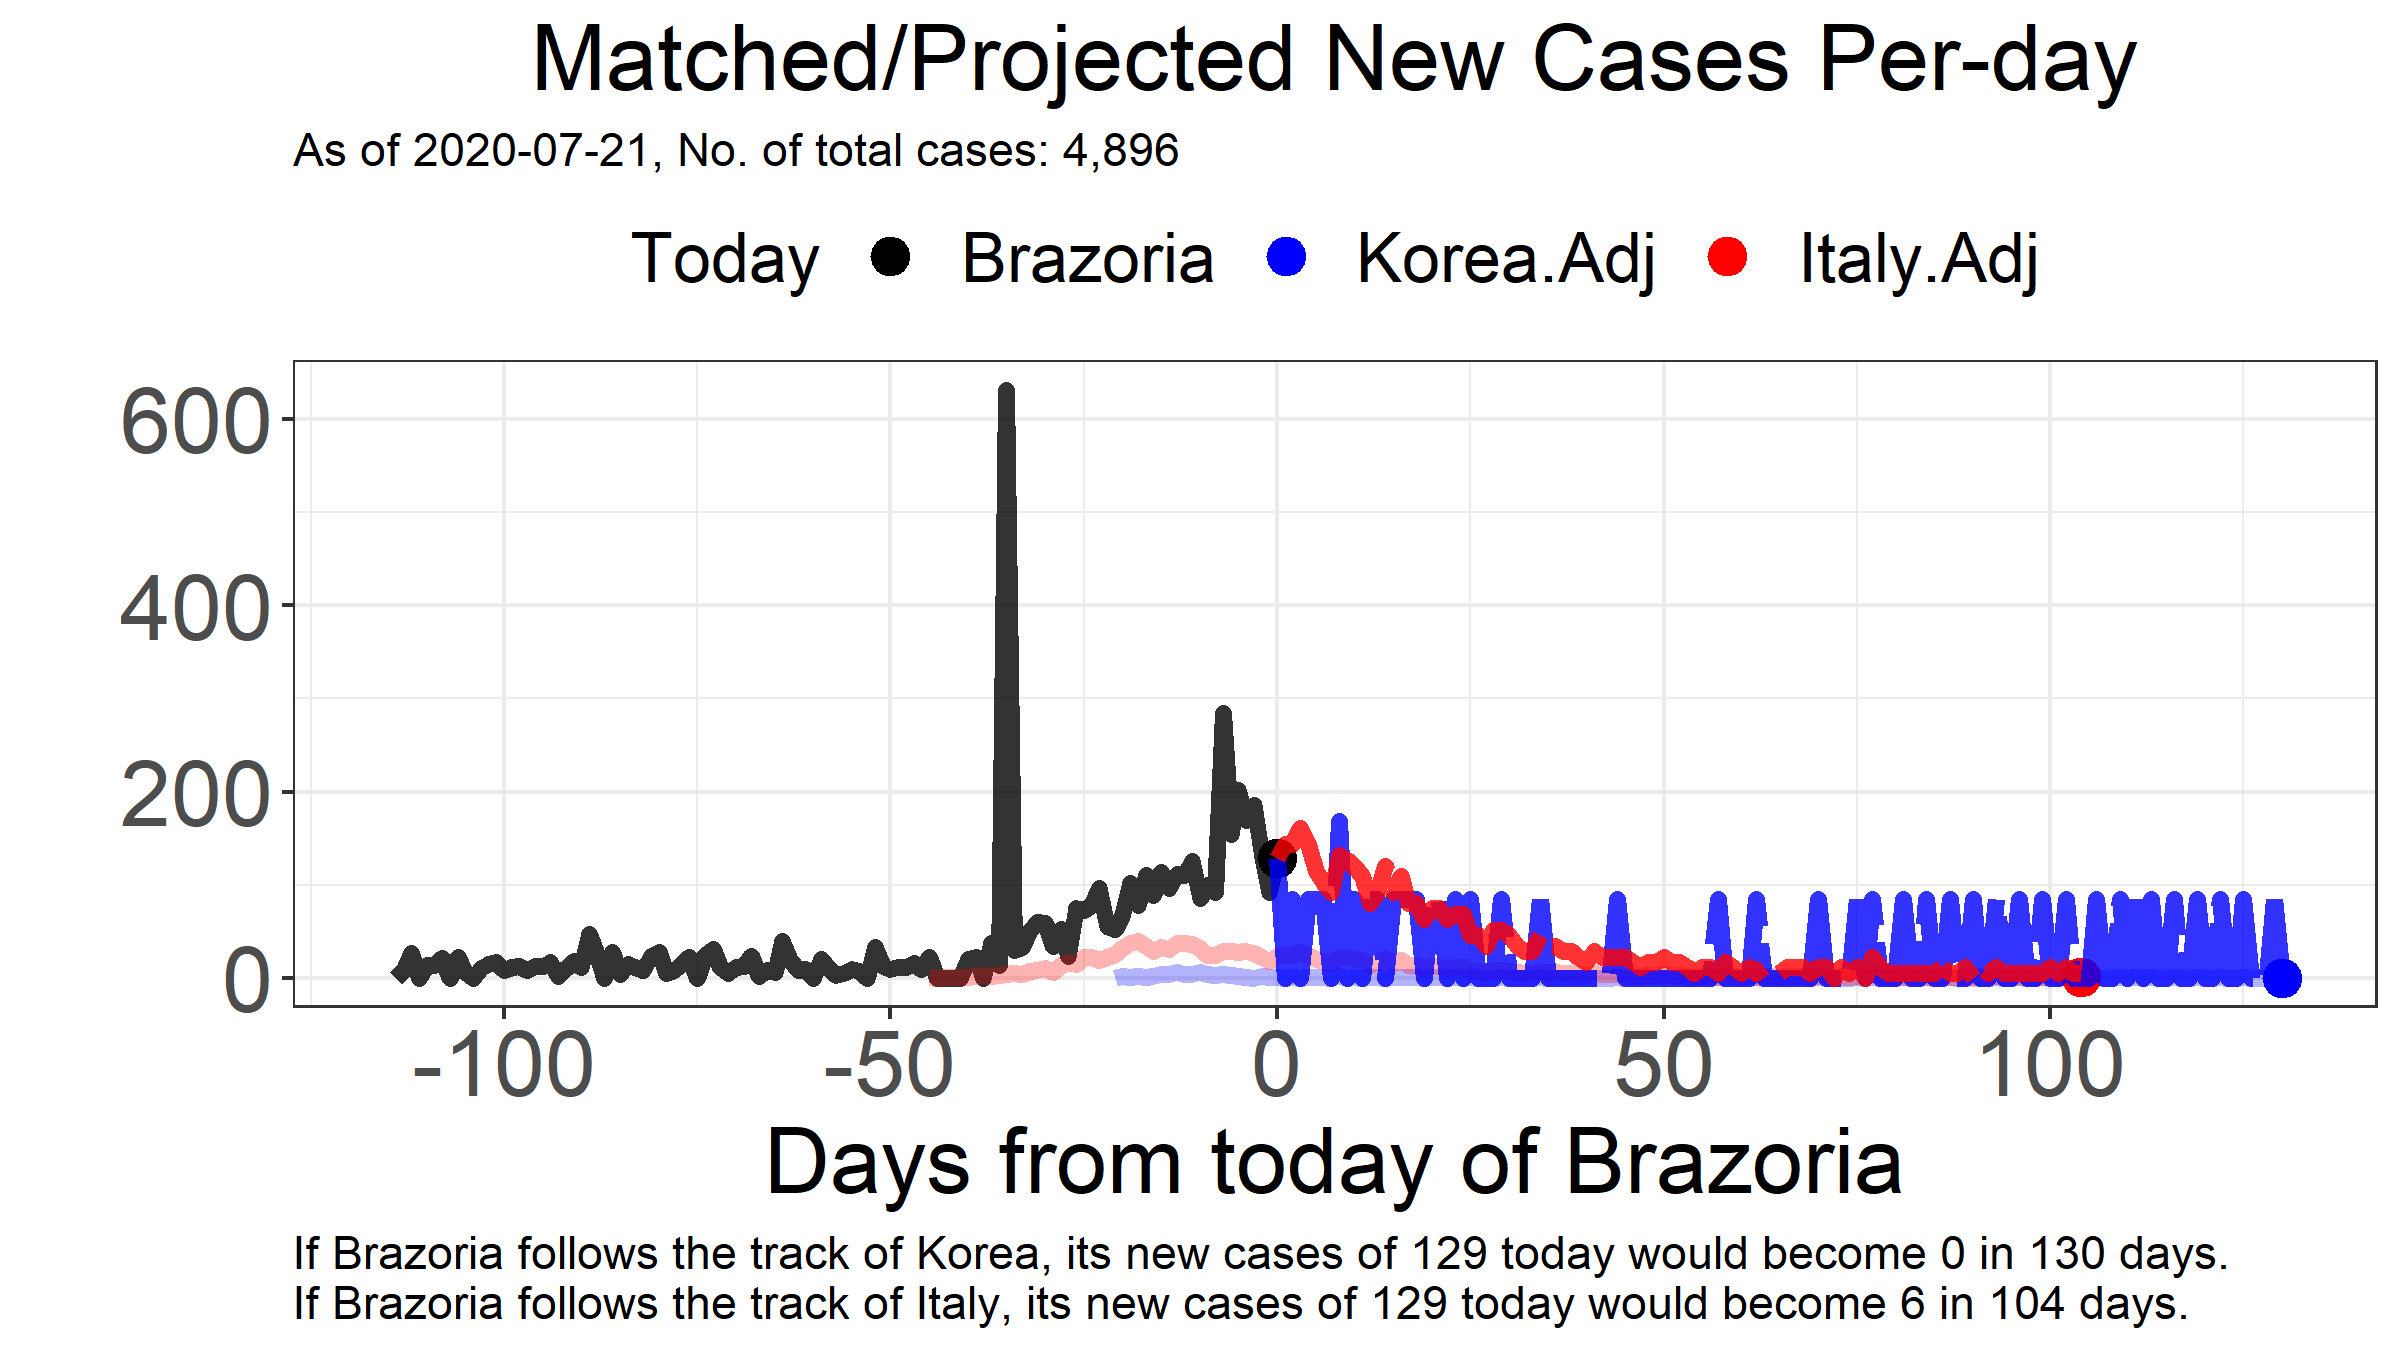 Matched/Projected New Cases Per-day
As of 2020-07-21, No. of total cases: 4,896
Today Brazoria Korea.Adj Italy.Adj
600
400
200
0
-100 -50 0 50 100
Days from today of Brazoria
If Brazoria follows the track of Korea, its new cases of 129 today would become 0 in 130 days.
If Brazoria follows the track of Italy, its new cases of 129 today would become 6 in 104 days.